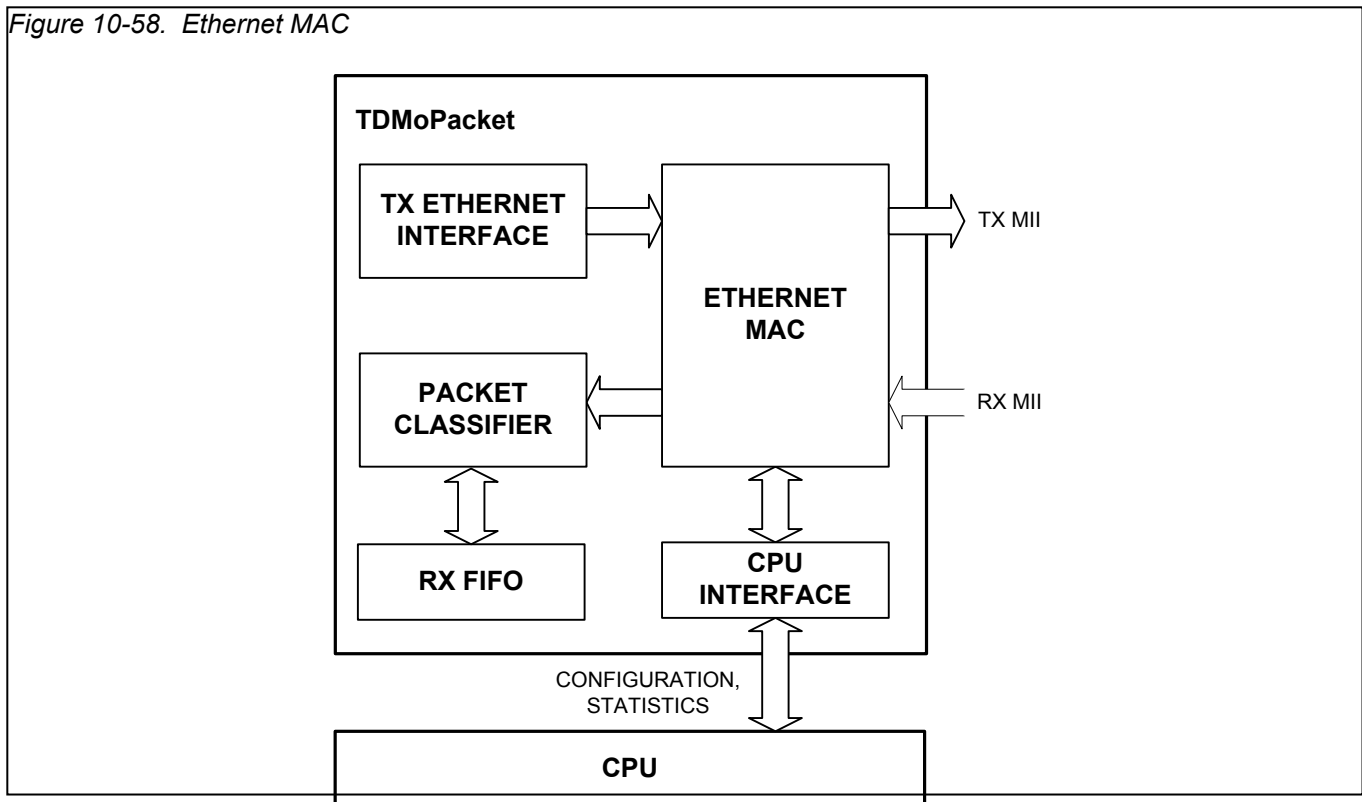 Figure 10-58. Ethernet MAC
TDMoPacket
TX ETHERNET
INTERFACE
ETHERNET
MAC
TX MII
PACKET
CLASSIFIER
RX MII
RX FIFO
CPU
INTERFACE
CONFIGURATION,
STATISTICS
CPU